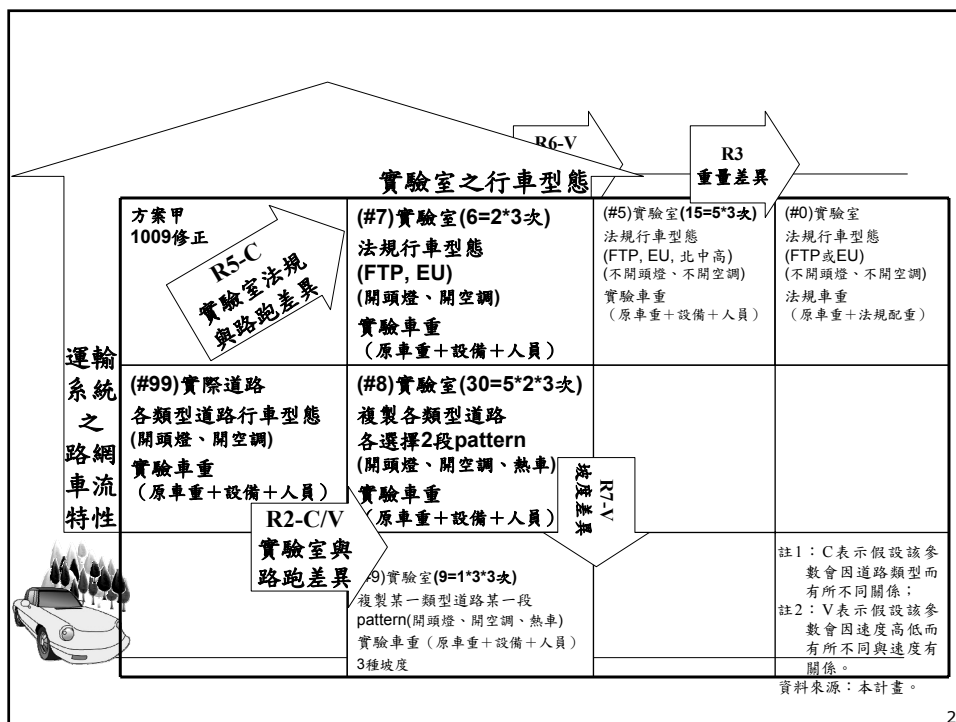 R6-V
R3
重量差異
實驗室之行車型態
方案甲
1009修正
R5-C
實驗室法規
與路跑差異
(#7)實驗室(6=2*3次)
法規行車型態
(FTP, EU)
(開頭燈、開空調)
實驗車重
（原車重＋設備＋人員）
(#5)實驗室(15=5*3次)
法規行車型態
(FTP, EU, 北中高)
(不開頭燈、不開空調)
實驗車重
（原車重＋設備＋人員）
(#0)實驗室
法規行車型態
(FTP或EU)
(不開頭燈、不開空調)
法規車重
（原車重＋法規配重）
運輸
系統
之
路網
車流
特性
(#99)實際道路
各類型道路行車型態
(開頭燈、開空調)
實驗車重
（原車重＋設備＋人員）
(#8)實驗室(30=5*2*3次)
複製各類型道路
各選擇2段pattern
(開頭燈、開空調、熱車)
實驗車重
（原車重＋設備＋人員）
R7-V
坡度差異
R2-C/V
實驗室與
路跑差異
9)實驗室(9=1*3*3次)
複製某一類型道路某一段
pattern(開頭燈、開空調、熱車)
實驗車重（原車重＋設備＋人員）
3種坡度
註1：C表示假設該參
數會因道路類型而
有所不同關係；
註2：V表示假設該參
數會因速度高低而
有所不同與速度有
關係。
資料來源：本計畫。
2